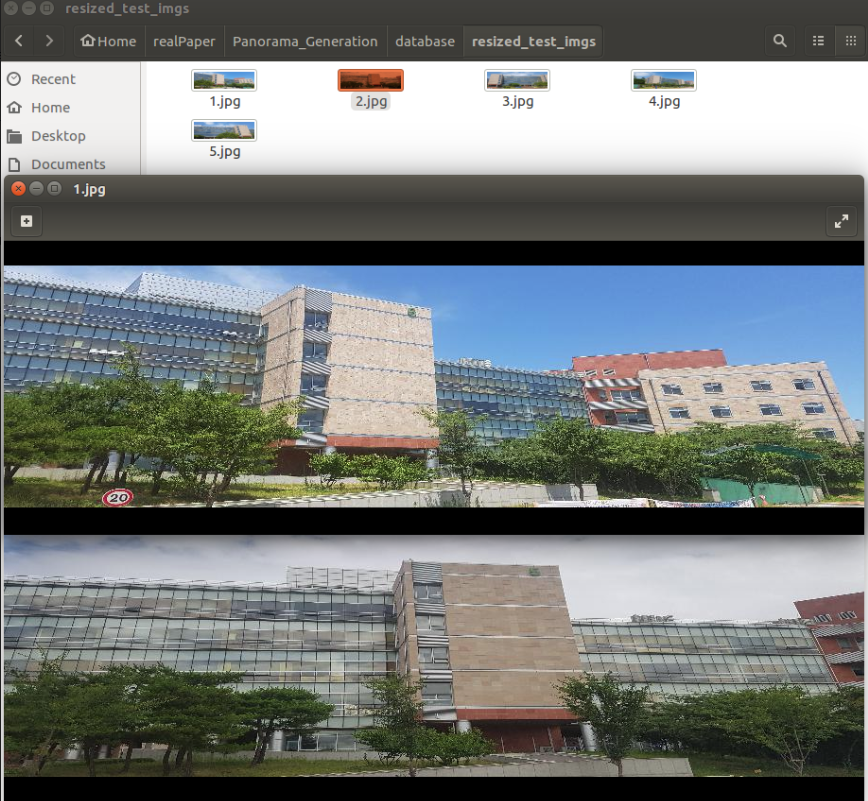 resized_test_imgs
Home realPaper Panorama_Generation database resized_test_imgs
Recent
Home
Desktop
Documents
1.jpg 2.jpg 3.jpg 4.jpg
5.jpg
1.jpg
20